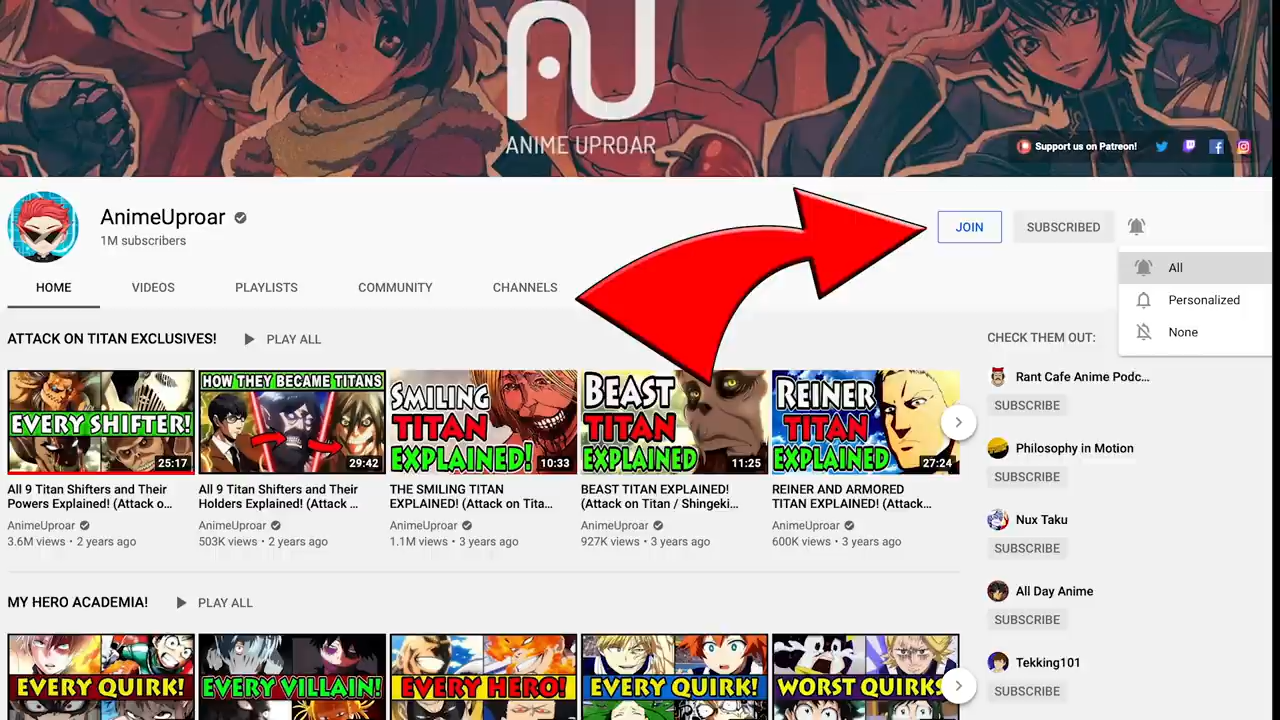 ANIME UPROAR
Support us on Patreon!
AnimeUproar
1M subscribers
JOIN
SUBSCRIBED
All
Personalized
None
HOME
VIDEOS
PLAYLISTS
COMMUNITY
CHANNELS
ATTACK ON TITAN EXCLUSIVES!
PLAY ALL
EVERY SHIFTER!
25:17
All 9 Titan Shifters and Their
Powers Explained! (Attack o...
AnimeUproar
3.6M views • 2 years ago
HOW THEY BECAME TITANS
29:42
All 9 Titan Shifters and Their
Holders Explained! (Attack ...
AnimeUproar
503K views • 2 years ago
SMILING
TITAN
EXPLAINED!
10:33
THE SMILING TITAN
EXPLAINED! (Attack on Tita...
AnimeUproar
1.1M views • 3 years ago
BEAST
TITAN
EXPLAINED
11:25
BEAST TITAN EXPLAINED!
(Attack on Titan / Shingeki...
AnimeUproar
927K views • 3 years ago
REINER
TITAN
EXPLAINED
27:24
REINER AND ARMORED
TITAN EXPLAINED! (Attack...
AnimeUproar
600K views • 3 years ago
MY HERO ACADEMIA!
PLAY ALL
EVERY QUIRK!
EVERY VILLAIN!
EVERY HERO!
EVERY QUIRK!
WORST QUIRKS
CHECK THEM OUT:
Rant Cafe Anime Podc...
SUBSCRIBE
Philosophy in Motion
SUBSCRIBE
Nux Taku
SUBSCRIBE
All Day Anime
SUBSCRIBE
Tekking101
SUBSCRIBE